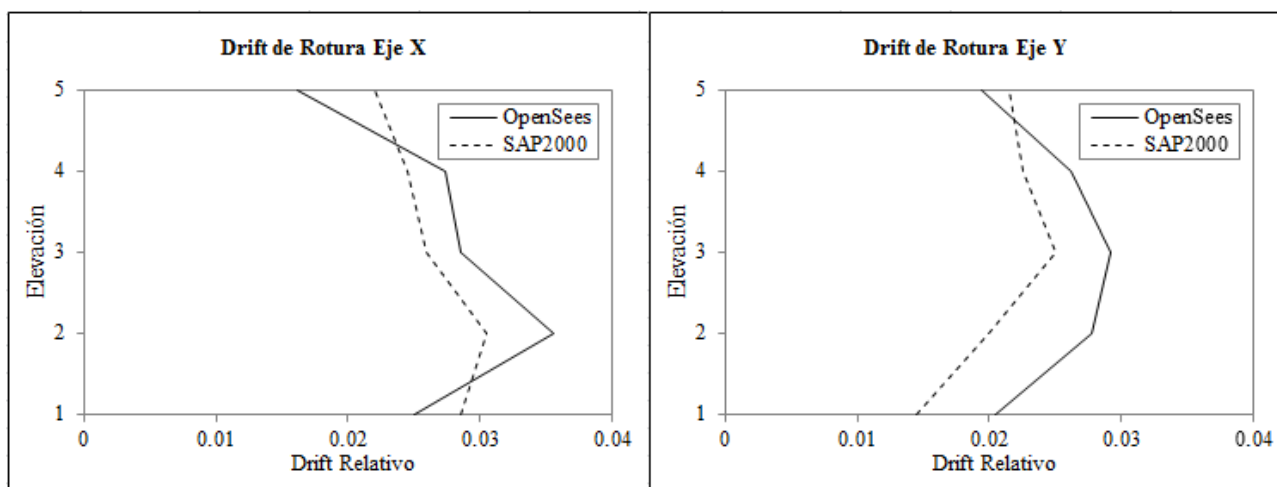 Drift de Rotura Eje X
5
4
3
2
1
Elevación
OpenSees
SAP2000
0
0.01
0.02
0.03
0.04
Drift Relativo
Drift de Rotura Eje Y
5
4
3
2
1
Elevación
OpenSees
SAP2000
0
0.01
0.02
0.03
0.04
Drift Relativo